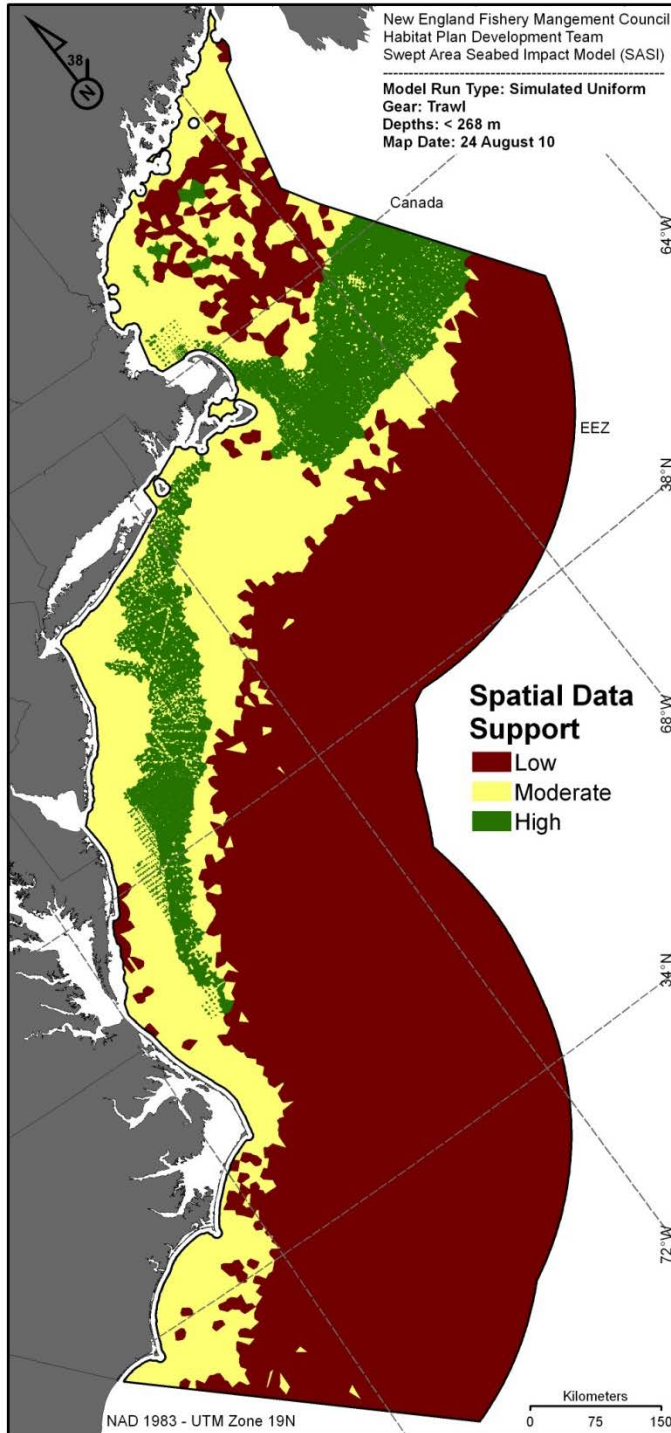 New England Fishery Mangement Council
Habitat Plan Development Team
Swept Area Seabed Impact Model (SASI)
Model Run Type: Simulated Uniform
Gear: Trawl
Depths: < 268 m
Map Date: 24 August 10
38
N
Canada
64°W
EEZ
38°N
68°W
Spatial Data
Support
Low
Moderate
High
34°N
72°W
Kilometers
0 75 150
NAD 1983 - UTM Zone 19N